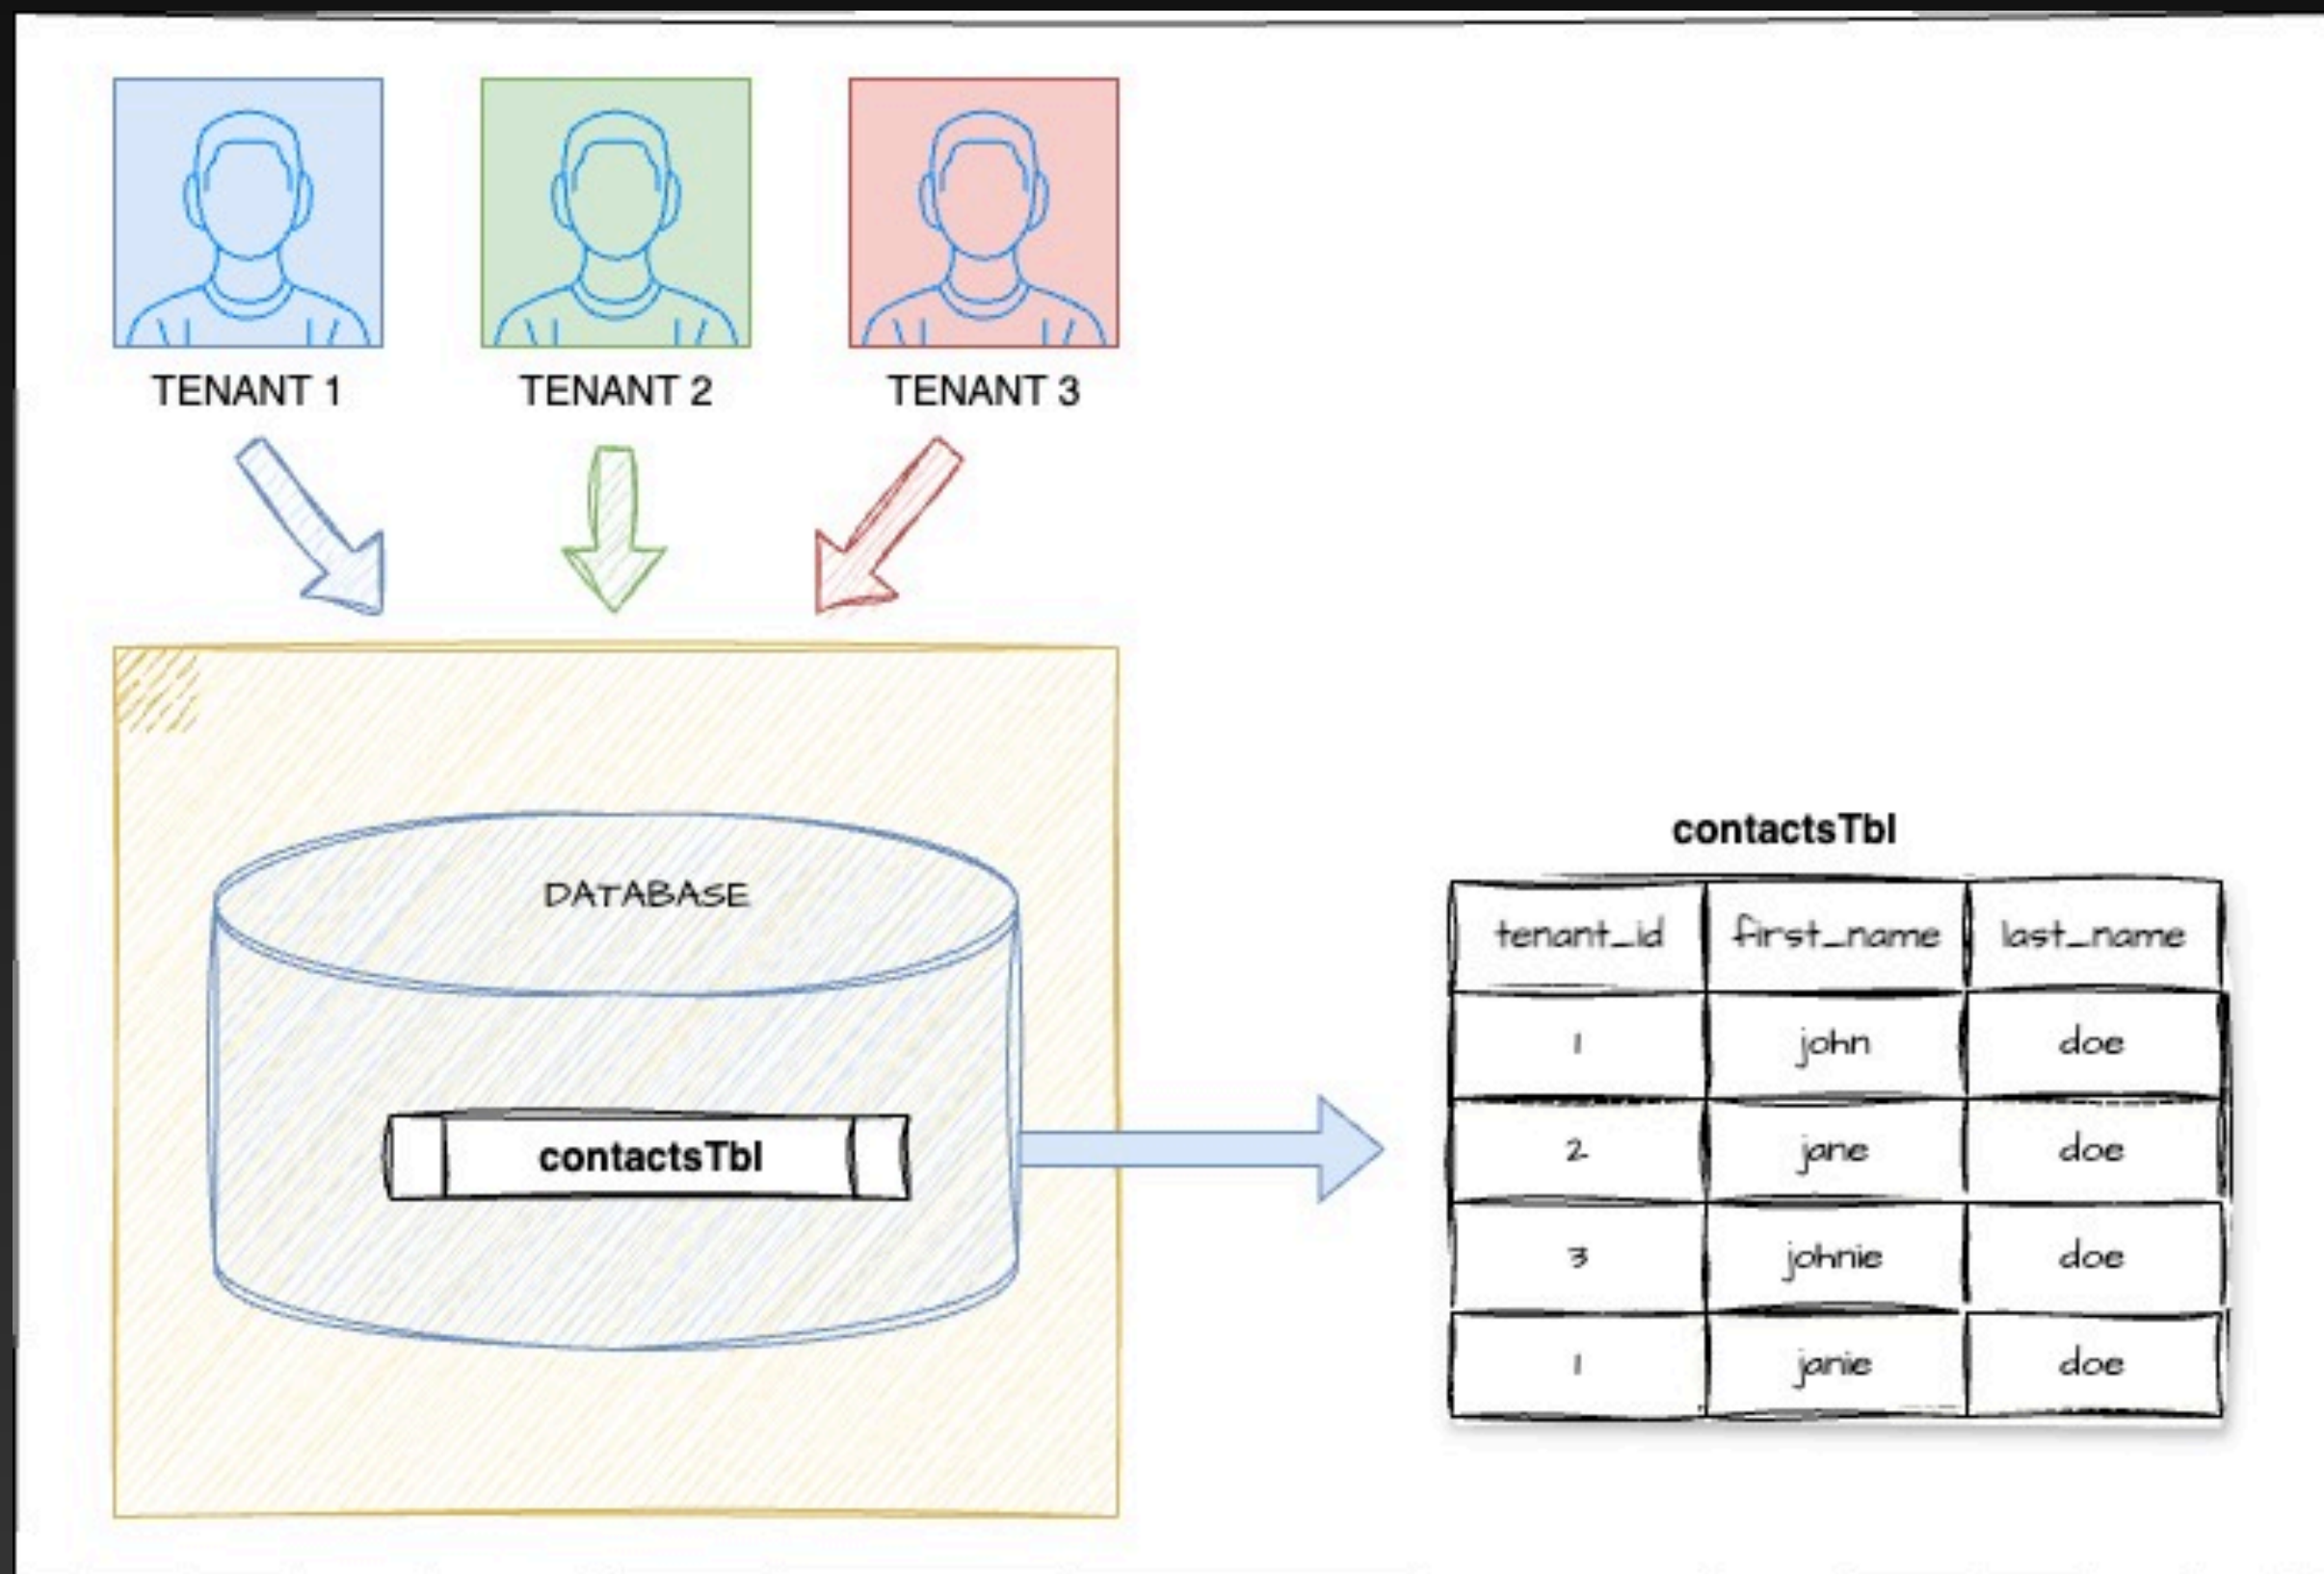 TENANT 1 TENANT 2 TENANT 3
DATABASE
contactsTbl
contactsTbl
tenant_id first_name last_name
1 john doe
2 jane doe
3 johnie doe
1 janie doe